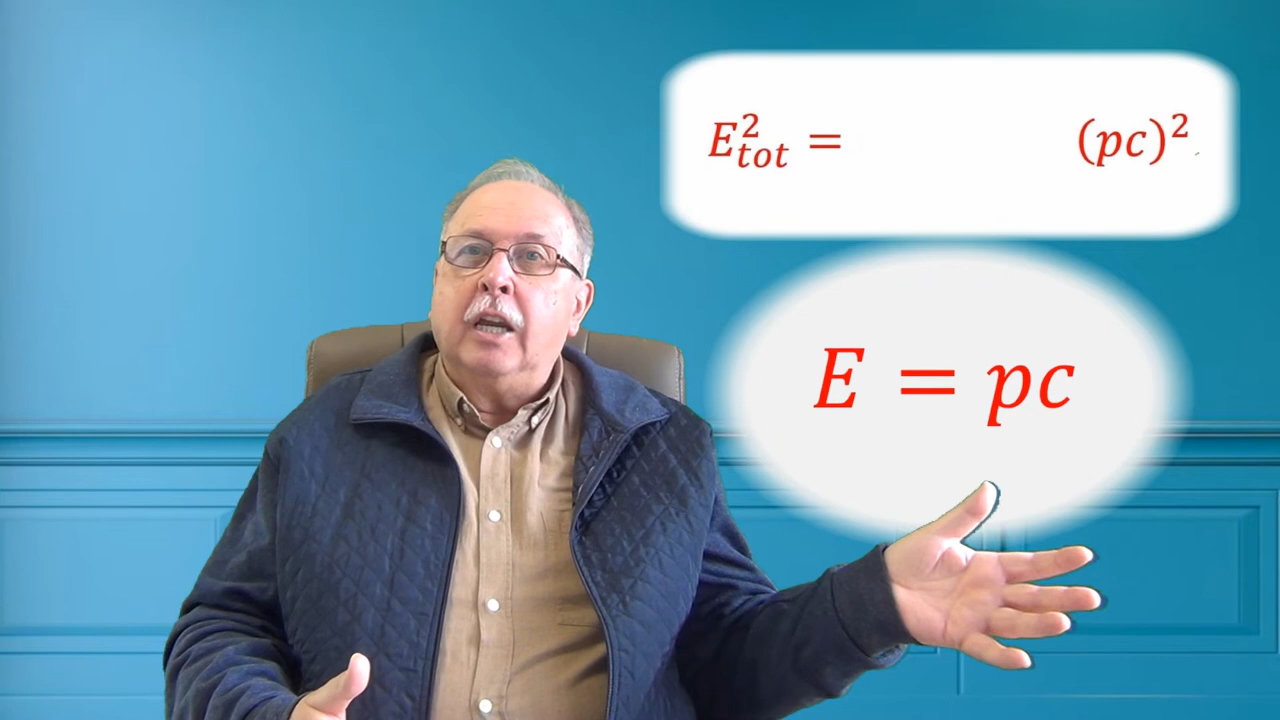 E²ₜₒₜ = (pc)²
E = pc